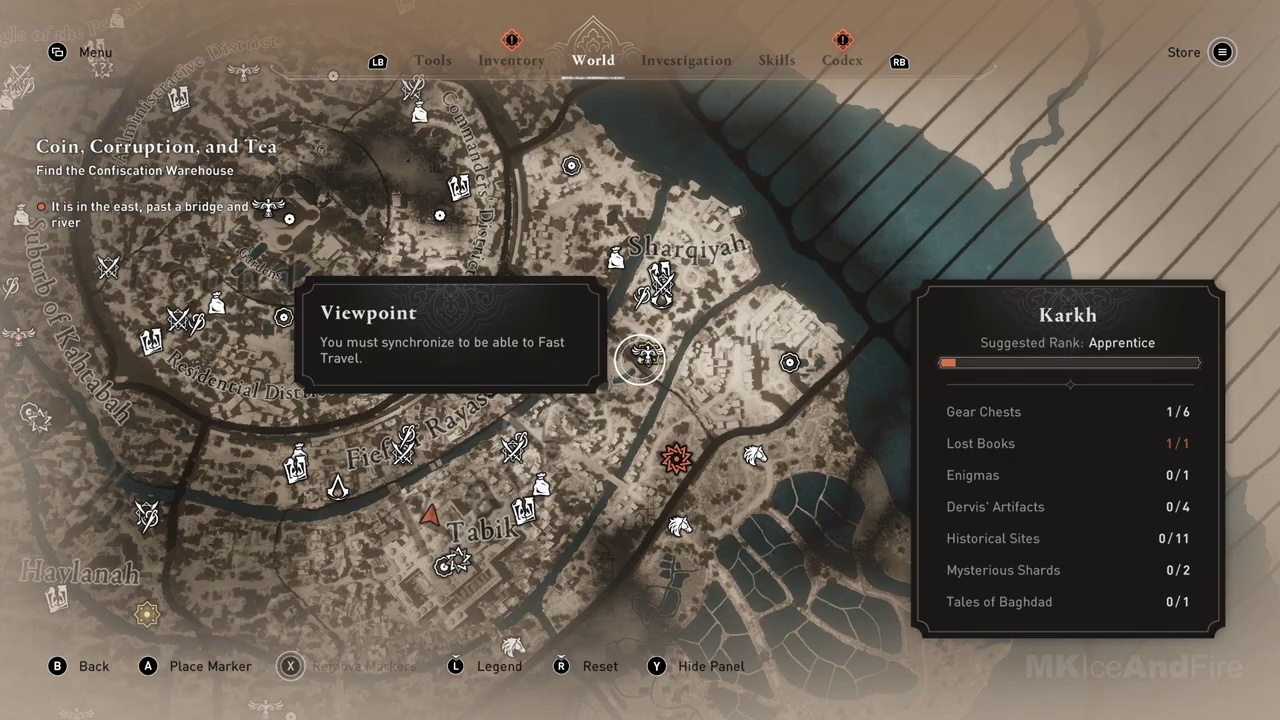 Menu
LB
Tools
Inventory
World
Investigation
Skills
Codex
RB
Store
Administrative District
Commanders District
Coin, Corruption, and Tea
Find the Confiscation Warehouse
It is in the east, past a bridge and
river
Suburb of Kahtabah
Gardens
Sharqiyah
Viewpoint
You must synchronize to be able to Fast
Travel.
Residential
Fief of Rayas
Tabik
Haylanah
Karkh
Suggested Rank: Apprentice
Gear Chests 1/6
Lost Books 1/1
Enigmas 0/1
Dervis' Artifacts 0/4
Historical Sites 0/11
Mysterious Shards 0/2
Tales of Baghdad 0/1
B Back
A Place Marker
X Remove Markers
L Legend
R Reset
Y Hide Panel
MKIceAndFire